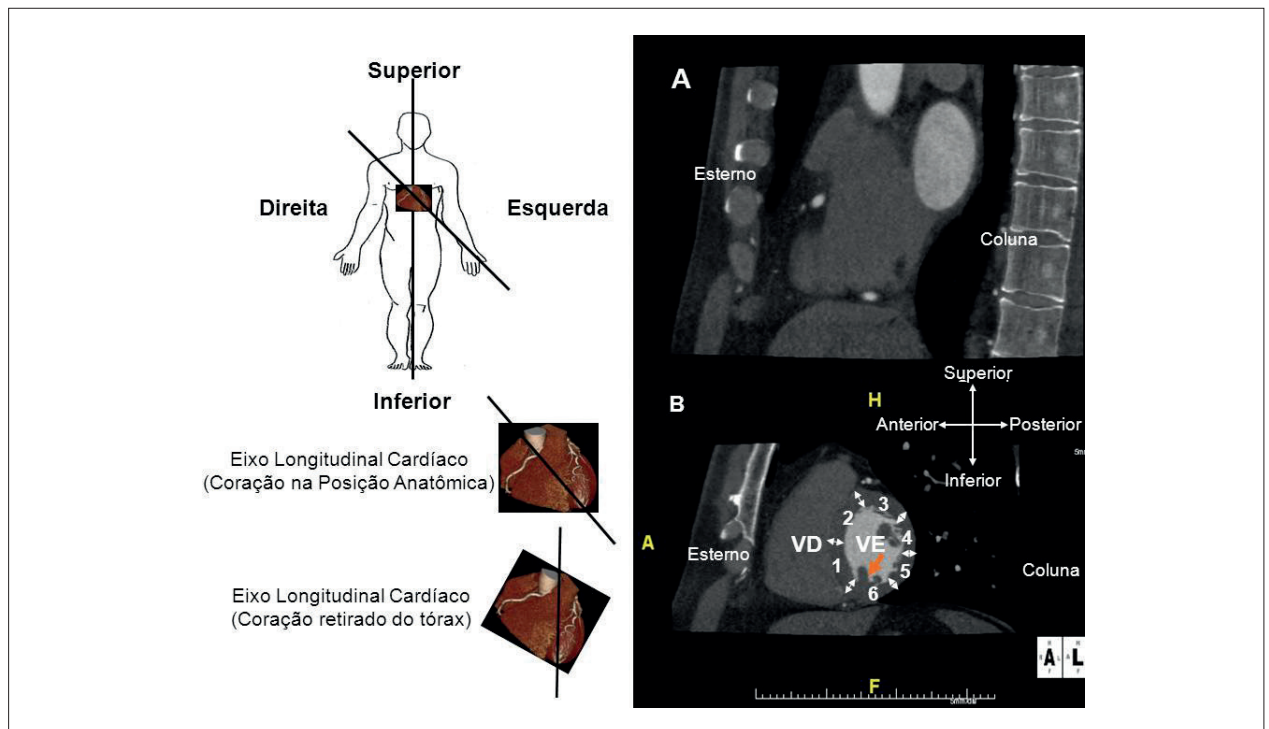 Superior
Direita
Esquerda
Inferior
Eixo Longitudinal Cardíaco
(Coração na Posição Anatômica)
Eixo Longitudinal Cardíaco
(Coração retirado do tórax)
A
Esterno
Coluna
B
H
Superior
Anterior
Posterior
Inferior
A
Esterno
VD
VE
1
2
3
4
5
6
Coluna
A
L
F